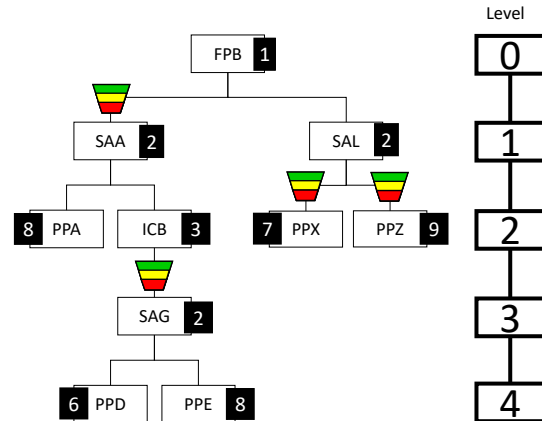 Level
FPB 1
0
SAA 2
SAL 2
1
8 PPA
ICB 3
7 PPX
PPZ 9
2
SAG 2
3
6 PPD
PPE 8
4